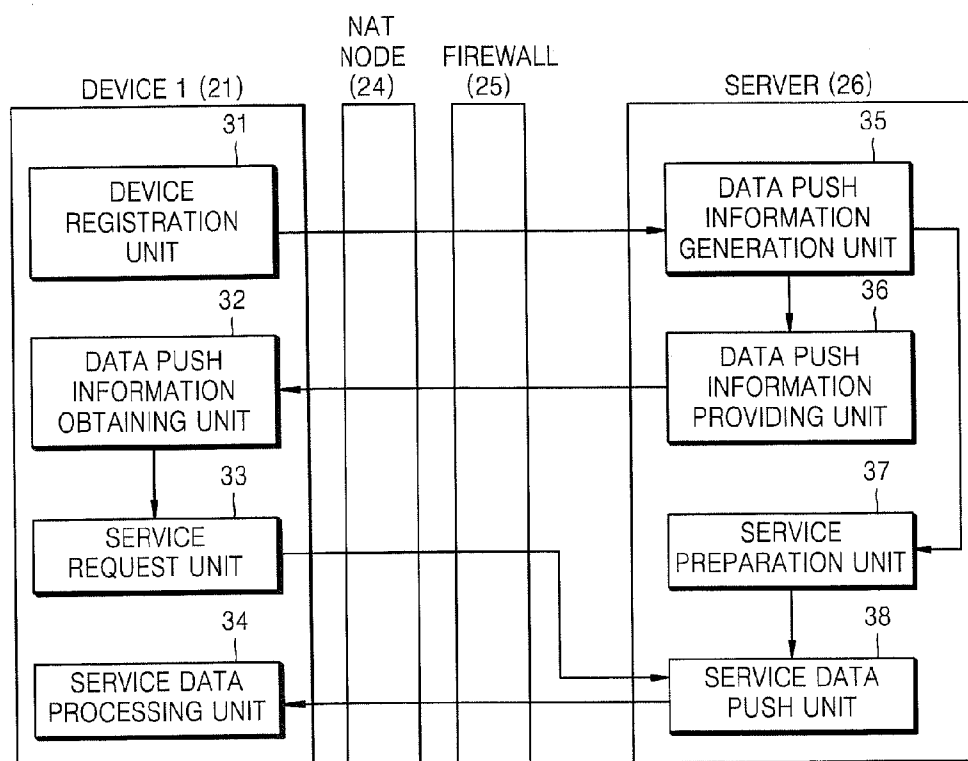 NAT
NODE
(24)
FIREWALL
(25)
DEVICE 1 (21)
SERVER (26)
31
DEVICE
REGISTRATION
UNIT
35
DATA PUSH
INFORMATION
GENERATION UNIT
32
DATA PUSH
INFORMATION
OBTAINING UNIT
36
DATA PUSH
INFORMATION
PROVIDING UNIT
33
SERVICE
REQUEST UNIT
37
SERVICE
PREPARATION UNIT
34
SERVICE DATA
PROCESSING UNIT
38
SERVICE DATA
PUSH UNIT